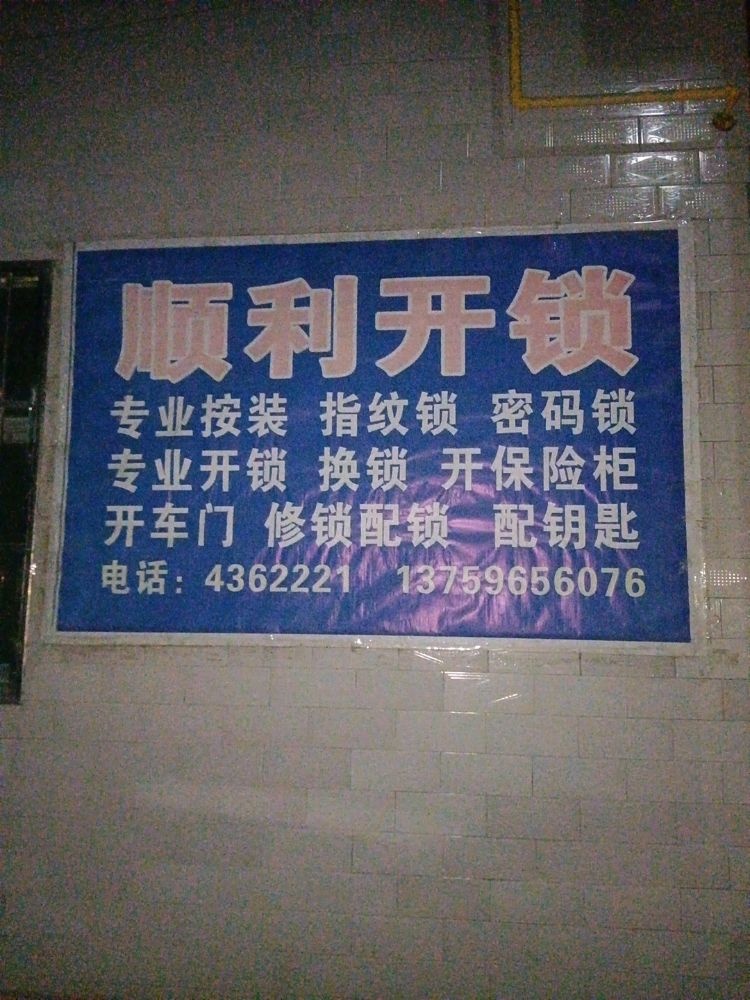 顺利开锁
专业按装 指纹锁 密码锁
专业开锁 换锁 开保险柜
开车门 修锁配锁 配钥匙
电话：4362221 13759656076